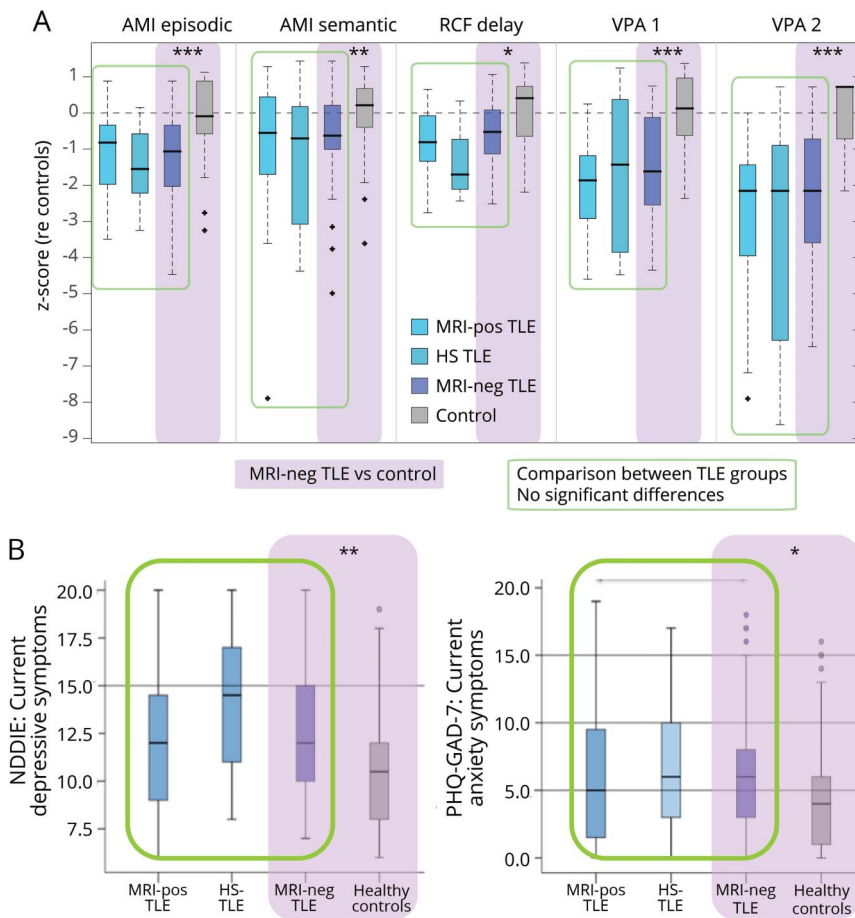 A
AMI episodic
AMI semantic
RCF delay
VPA 1
VPA 2
***
**
*
***
***
z-score (re controls)
1
0
-1
-2
-3
-4
-5
-6
-7
-8
-9
MRI-pos TLE
HS TLE
MRI-neg TLE
Control
MRI-neg TLE vs control
Comparison between TLE groups
No significant differences
B
**
NDDIE: Current
depressive symptoms
20.0
17.5
15.0
12.5
10.0
7.5
MRI-pos
TLE
HS-
TLE
MRI-neg
TLE
Healthy
controls
*
PHQ-GAD-7: Current
anxiety symptoms
20.0
15.0
10.0
5.0
0.0
MRI-pos
TLE
HS-
TLE
MRI-neg
TLE
Healthy
controls